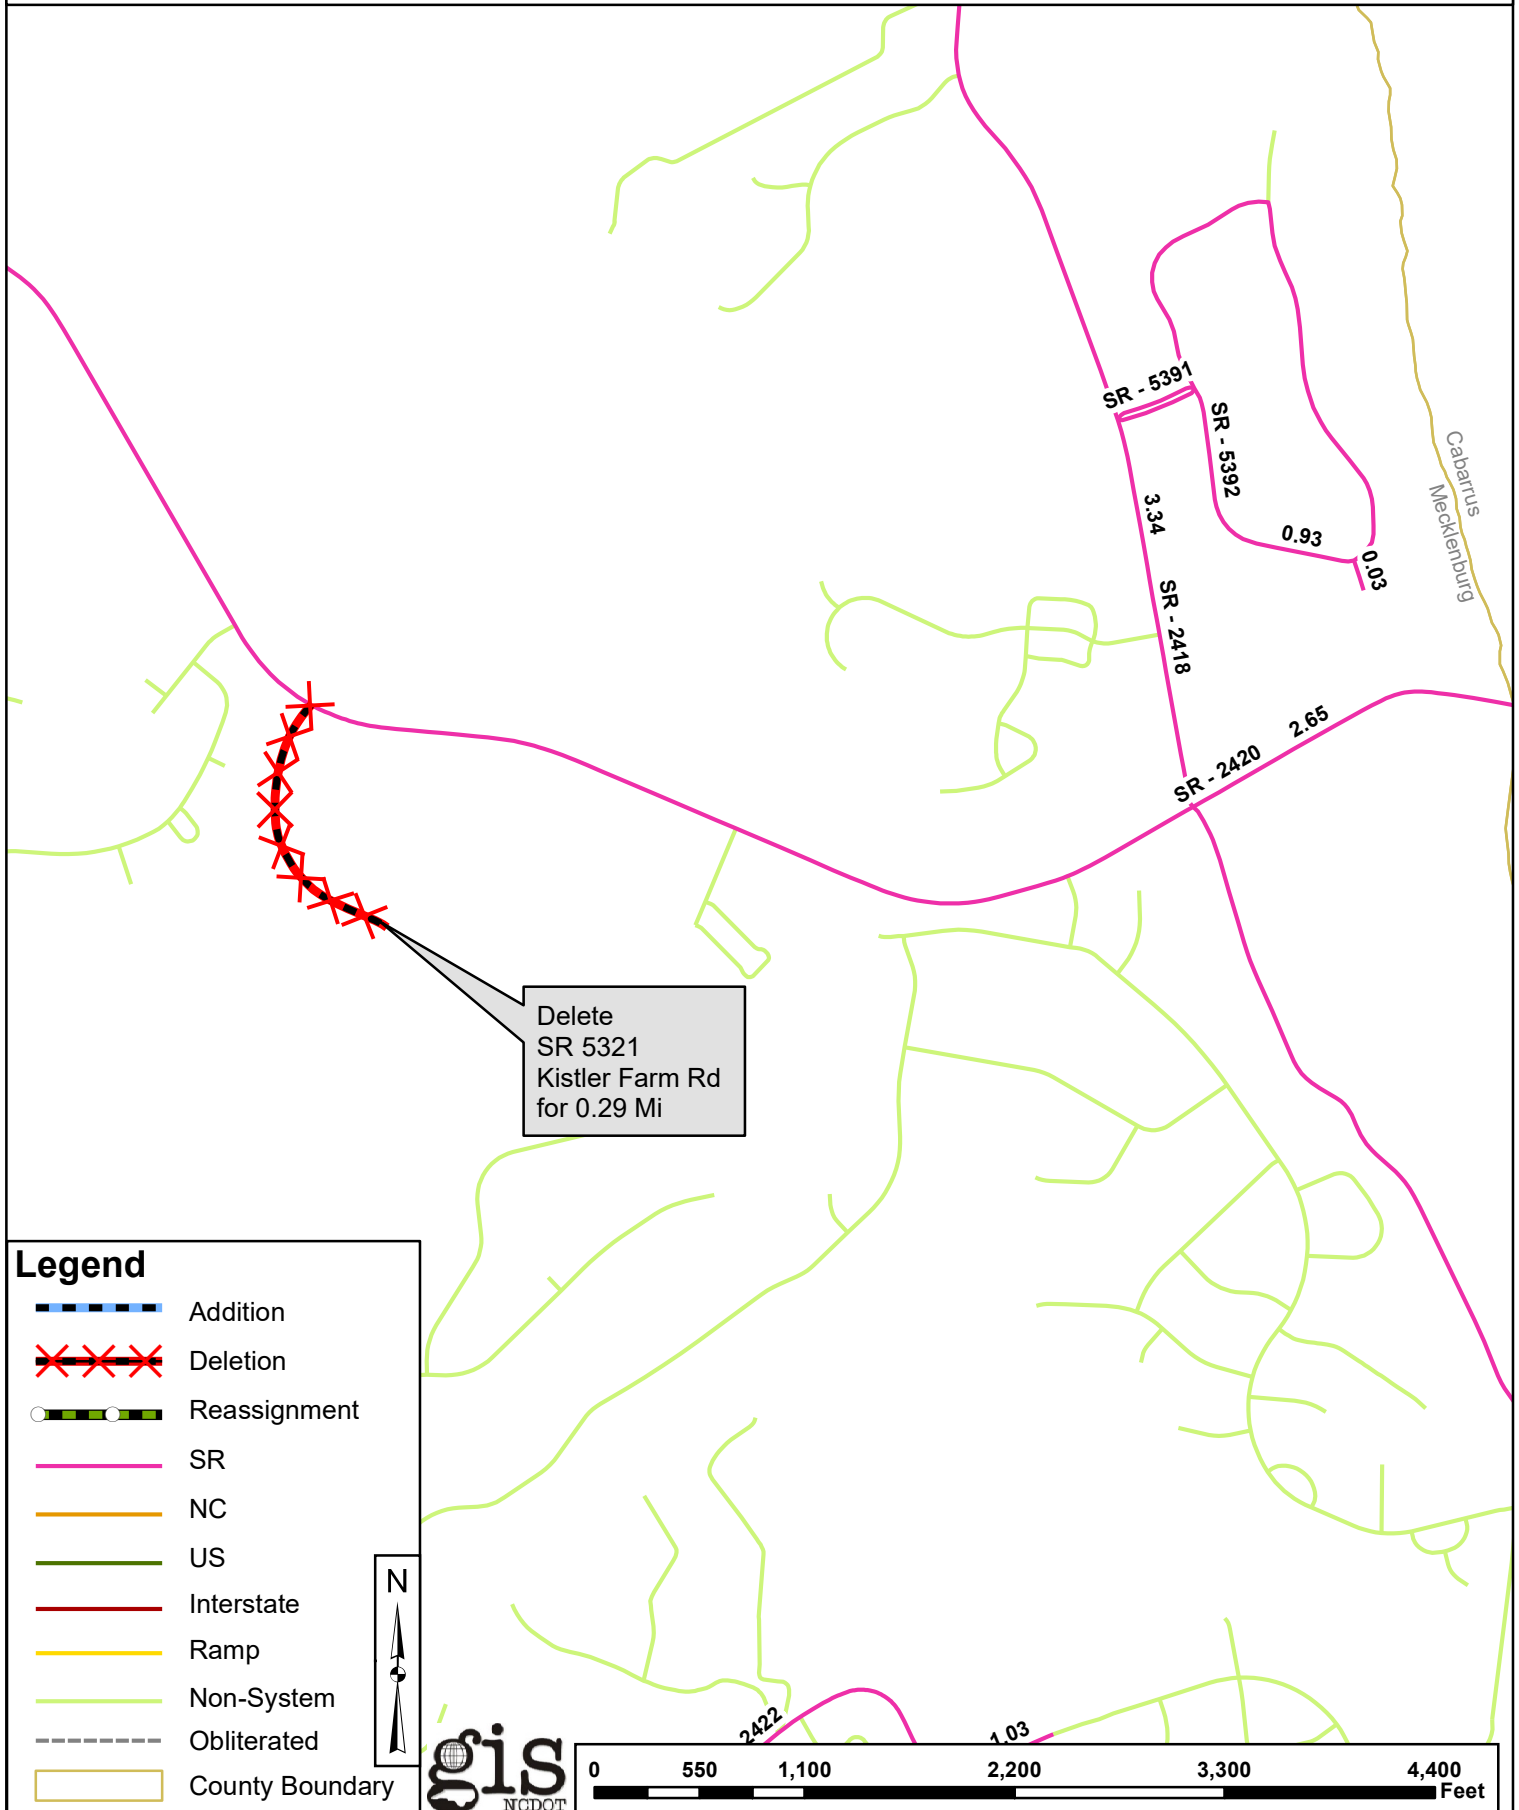 SR - 5391
SR - 5392
3.34
0.93
0.03
SR - 2418
Cabarrus
Mecklenburg
2.65
SR - 2420
Delete
SR 5321
Kistler Farm Rd
for 0.29 Mi
Legend
Addition
Deletion
Reassignment
SR
NC
US
Interstate
Ramp
Non-System
Obliterated
County Boundary
N
2422
1.03
gis
NCDOT
0 550 1,100 2,200 3,300 4,400
Feet